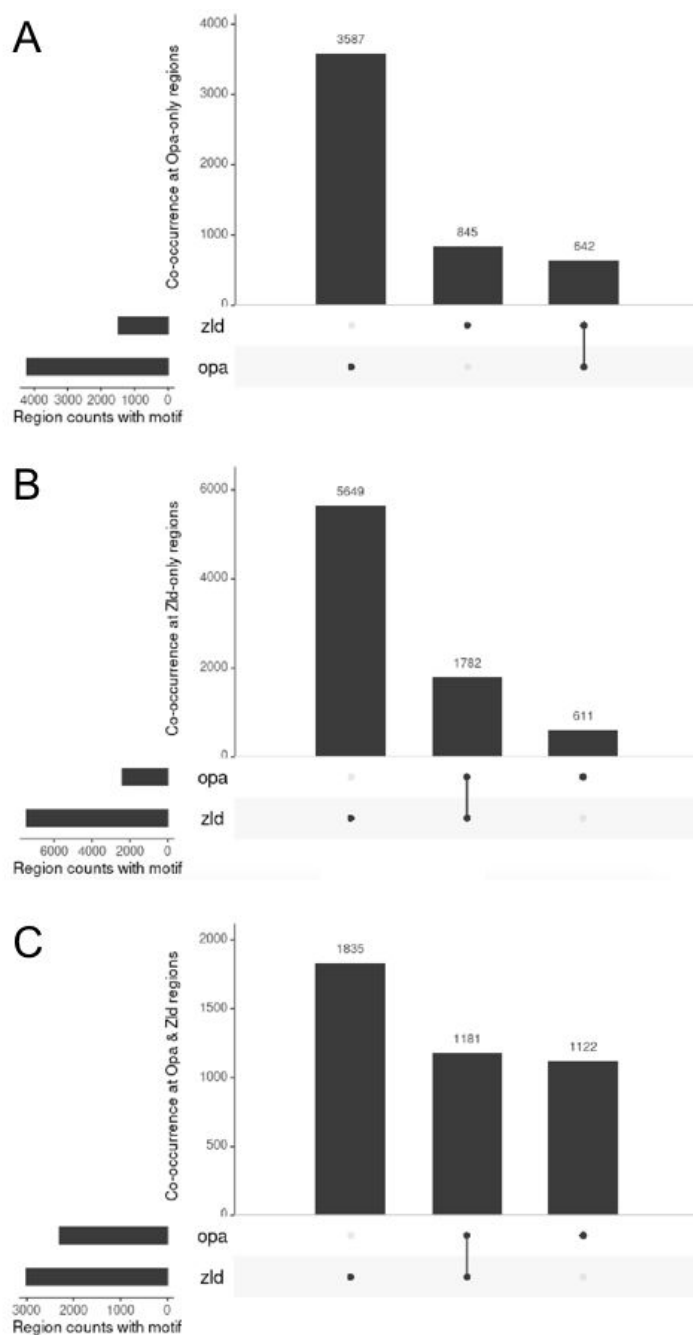 A
Co-occurrence at Opa-only regions
4000
3000
2000
1000
0
3587
845
642
zld
opa
4000 3000 2000 1000 0
Region counts with motif
B
Co-occurrence at Zld-only regions
6000
4000
2000
0
5649
1782
611
opa
zld
6000 4000 2000 0
Region counts with motif
C
Co-occurrence at Opa & Zld regions
2000
1500
1000
500
0
1835
1181
1122
opa
zld
3000 2000 1000 0
Region counts with motif